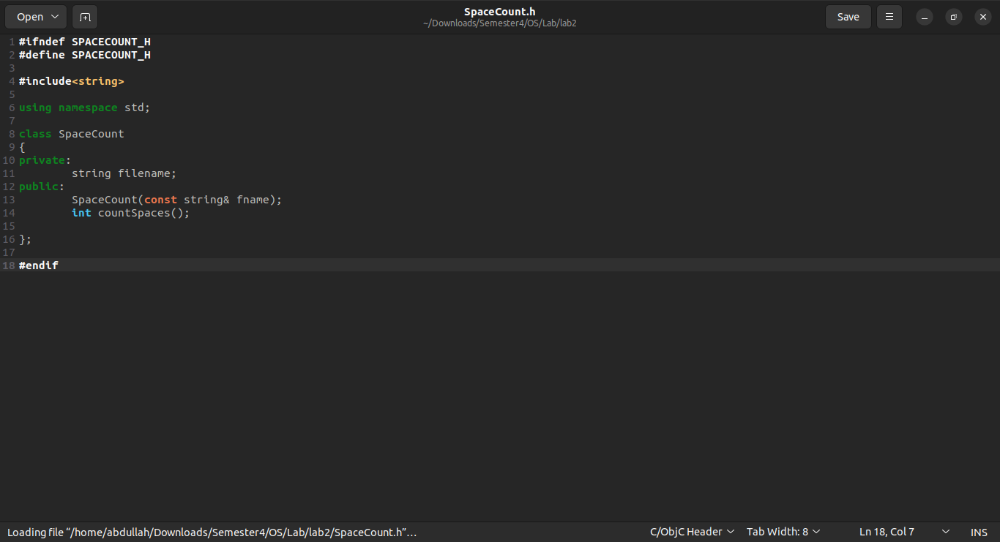 Open
SpaceCount.h
~/Downloads/Semester4/OS/Lab/lab2
Save
1 #ifndef SPACECOUNT_H
2 #define SPACECOUNT_H
3
4 #include<string>
5
6 using namespace std;
7
8 class SpaceCount
9 {
10 private:
11 string filename;
12 public:
13 SpaceCount(const string& fname);
14 int countSpaces();
15
16 };
17
18 #endif
Loading file “/home/abdullah/Downloads/Semester4/OS/Lab/lab2/SpaceCount.h”… C/ObjC Header Tab Width: 8 Ln 18, Col 7 INS